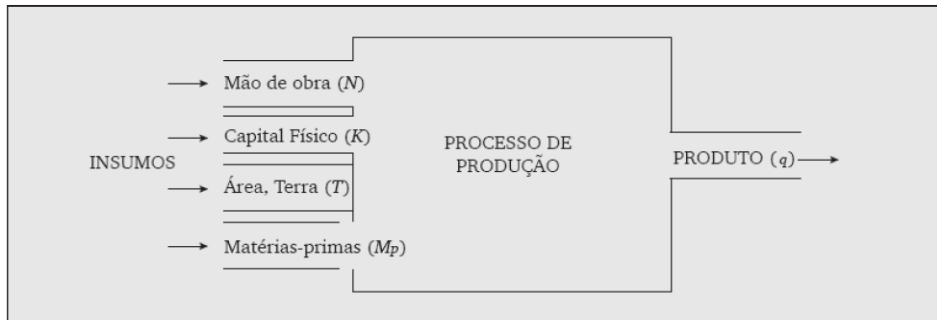 Mão de obra (N)
Capital Físico (K)
INSUMOS
Área, Terra (T)
Matérias-primas (Mp)
PROCESSO DE
PRODUÇÃO
PRODUTO (q)